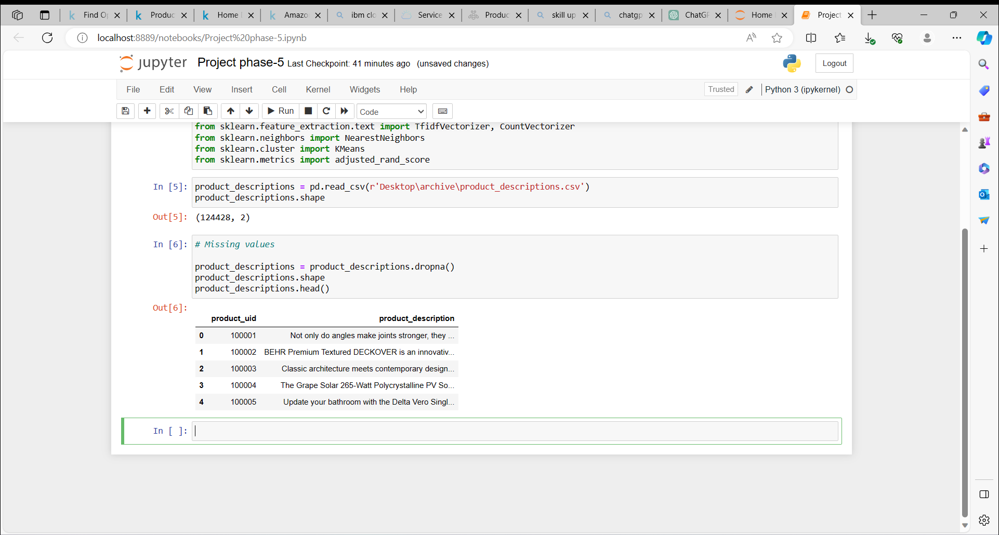 Find O
Produc
Home
Amazo
ibm clo
Service
Produc
skill up
chatgp
ChatGP
Home
Project
localhost:8889/notebooks/Project%20phase-5.ipynb
jupyter Project phase-5 Last Checkpoint: 41 minutes ago (unsaved changes)
Logout
File Edit View Insert Cell Kernel Widgets Help
Trusted
Python 3 (ipykernel)
Run
Code
from sklearn.feature_extraction.text import TfidfVectorizer, CountVectorizer
from sklearn.neighbors import NearestNeighbors
from sklearn.cluster import KMeans
from sklearn.metrics import adjusted_rand_score
In [5]: product_descriptions = pd.read_csv(r'Desktop\archive\product_descriptions.csv')
product_descriptions.shape
Out[5]: (124428, 2)
In [6]: # Missing values
product_descriptions = product_descriptions.dropna()
product_descriptions.shape
product_descriptions.head()
Out[6]:
product_uid product_description
0 100001 Not only do angles make joints stronger, they ...
1 100002 BEHR Premium Textured DECKOVER is an innovativ...
2 100003 Classic architecture meets contemporary design...
3 100004 The Grape Solar 265-Watt Polycrystalline PV So...
4 100005 Update your bathroom with the Delta Vero Singl...
In [ ]: